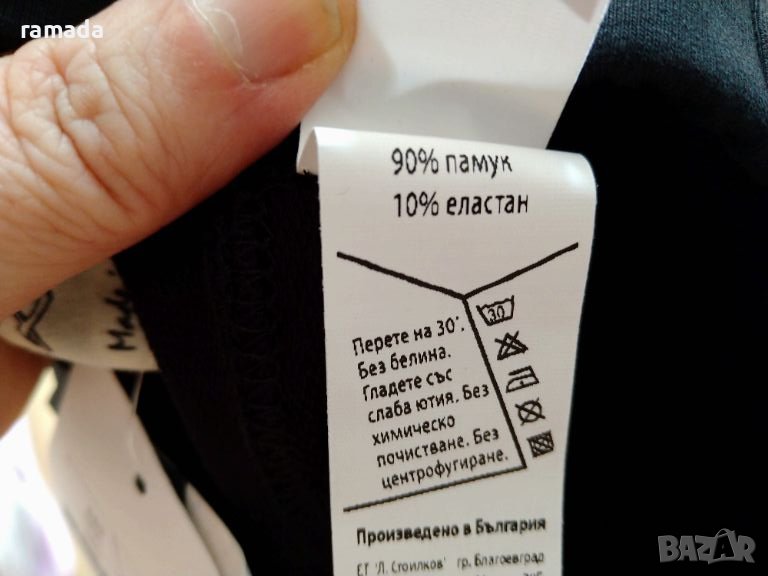 ramada
90% памук
10% еластан
30
Перете на 30°.
Без белина.
Гладете със
слаба ютия. Без
химическо
почистване. Без
центрофугиране.
Made
Произведено в България
ЕТ "Л. Стоилков" гр. Благоевград
BAZAR